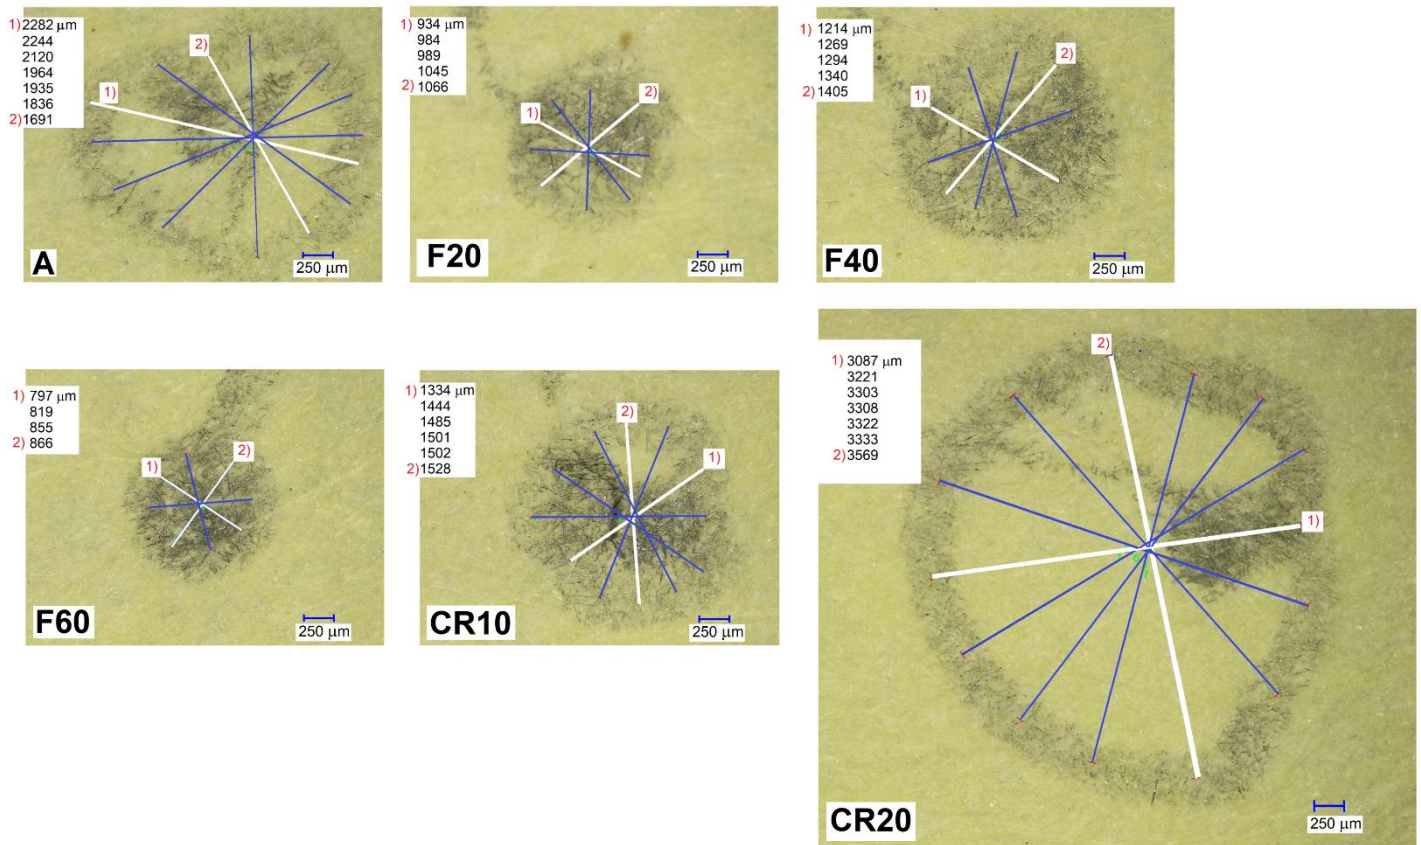 1) 2282 µm
2244
2120
1964
1935
1836
2) 1691
2)
1)
A
250 µm
1) 934 µm
984
989
1045
2) 1066
1)
2)
F20
250 µm
1) 1214 µm
1269
1294
1340
2) 1405
1)
2)
F40
250 µm
1) 797 µm
819
855
2) 866
1)
2)
F60
250 µm
1) 1334 µm
1444
1485
1501
1502
2) 1528
2)
1)
CR10
250 µm
1) 3087 µm
3221
3303
3308
3322
3333
2) 3569
2)
1)
CR20
250 µm